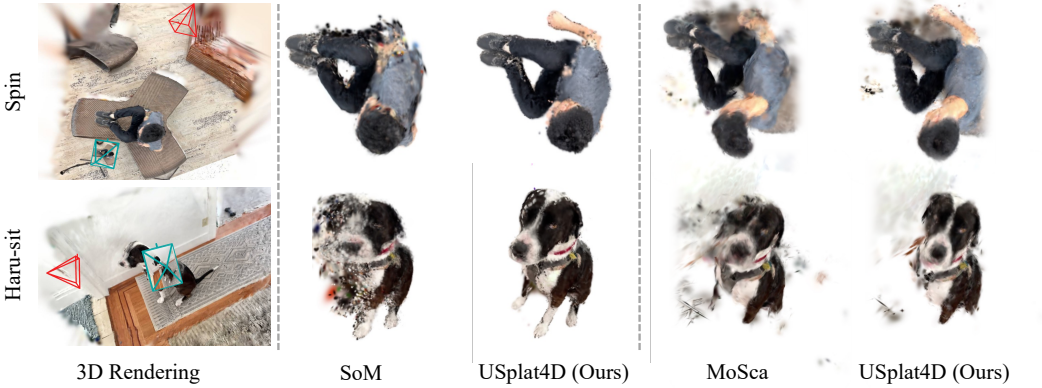 Spin
Haru-sit
3D Rendering
SoM
USplat4D (Ours)
MoSca
USplat4D (Ours)